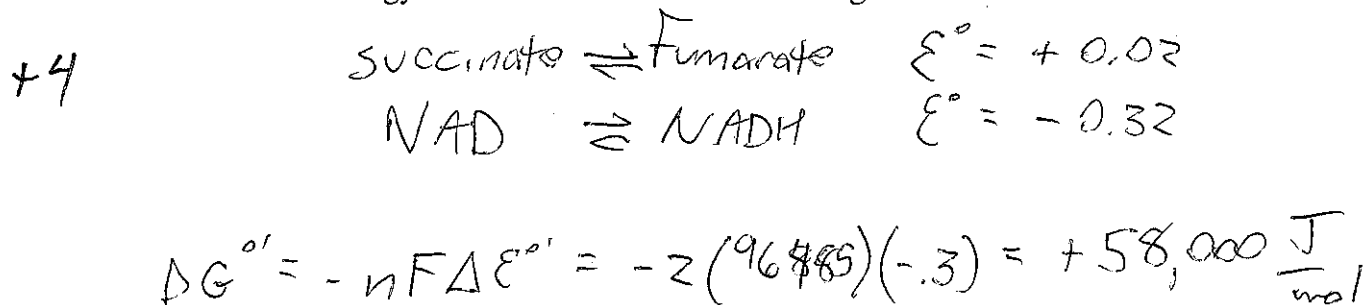 +4
succinate ⇌ Fumarate ℰ° = + 0.02
NAD ⇌ NADH ℰ° = - 0.32
ΔG°' = -nFΔℰ°' = -2(96485)(-.3) = +58,000 J/mol